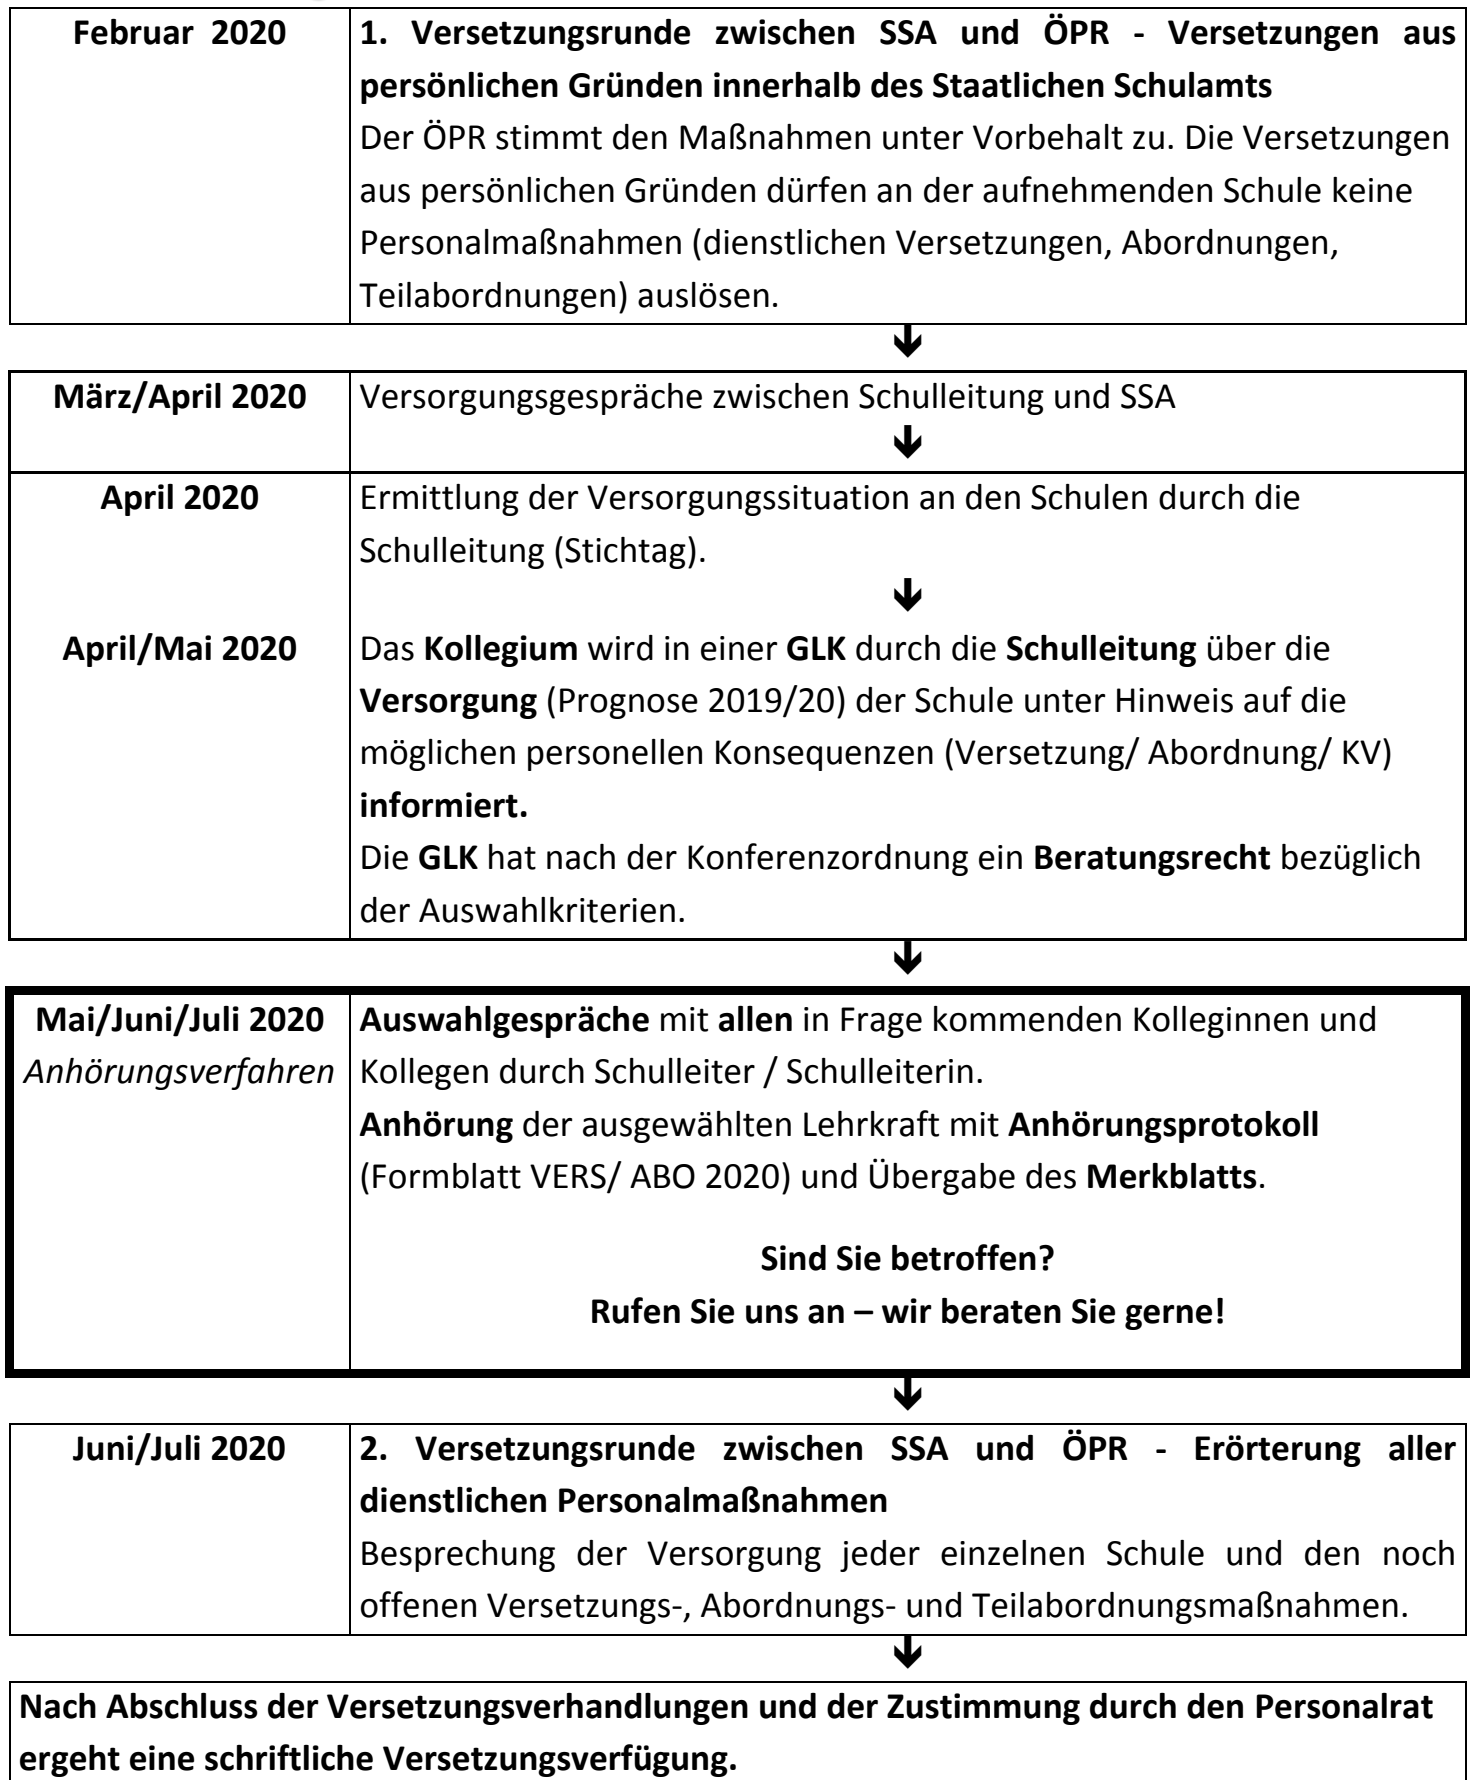 Februar 2020
1. Versetzungsrunde zwischen SSA und ÖPR - Versetzungen aus
persönlichen Gründen innerhalb des Staatlichen Schulamts
Der ÖPR stimmt den Maßnahmen unter Vorbehalt zu. Die Versetzungen
aus persönlichen Gründen dürfen an der aufnehmenden Schule keine
Personalmaßnahmen (dienstlichen Versetzungen, Abordnungen,
Teilabordnungen) auslösen.
März/April 2020
Versorgungsgespräche zwischen Schulleitung und SSA
April 2020
Ermittlung der Versorgungssituation an den Schulen durch die
Schulleitung (Stichtag).
April/Mai 2020
Das Kollegium wird in einer GLK durch die Schulleitung über die
Versorgung (Prognose 2019/20) der Schule unter Hinweis auf die
möglichen personellen Konsequenzen (Versetzung/ Abordnung/ KV)
informiert.
Die GLK hat nach der Konferenzordnung ein Beratungsrecht bezüglich
der Auswahlkriterien.
Mai/Juni/Juli 2020
Anhörungsverfahren
Auswahlgespräche mit allen in Frage kommenden Kolleginnen und
Kollegen durch Schulleiter / Schulleiterin.
Anhörung der ausgewählten Lehrkraft mit Anhörungsprotokoll
(Formblatt VERS/ ABO 2020) und Übergabe des Merkblatts.
Sind Sie betroffen?
Rufen Sie uns an – wir beraten Sie gerne!
Juni/Juli 2020
2. Versetzungsrunde zwischen SSA und ÖPR - Erörterung aller
dienstlichen Personalmaßnahmen
Besprechung der Versorgung jeder einzelnen Schule und den noch
offenen Versetzungs-, Abordnungs- und Teilabordnungsmaßnahmen.
Nach Abschluss der Versetzungsverhandlungen und der Zustimmung durch den Personalrat
ergeht eine schriftliche Versetzungsverfügung.